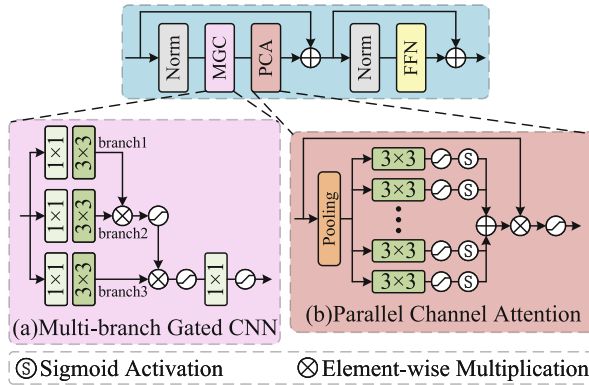 Norm
MGC
PCA
Norm
FFN
1×1
3×3
branch1
1×1
3×3
branch2
1×1
3×3
branch3
1×1
(a)Multi-branch Gated CNN
Pooling
3×3
S
3×3
S
3×3
S
3×3
S
(b)Parallel Channel Attention
S Sigmoid Activation
Element-wise Multiplication